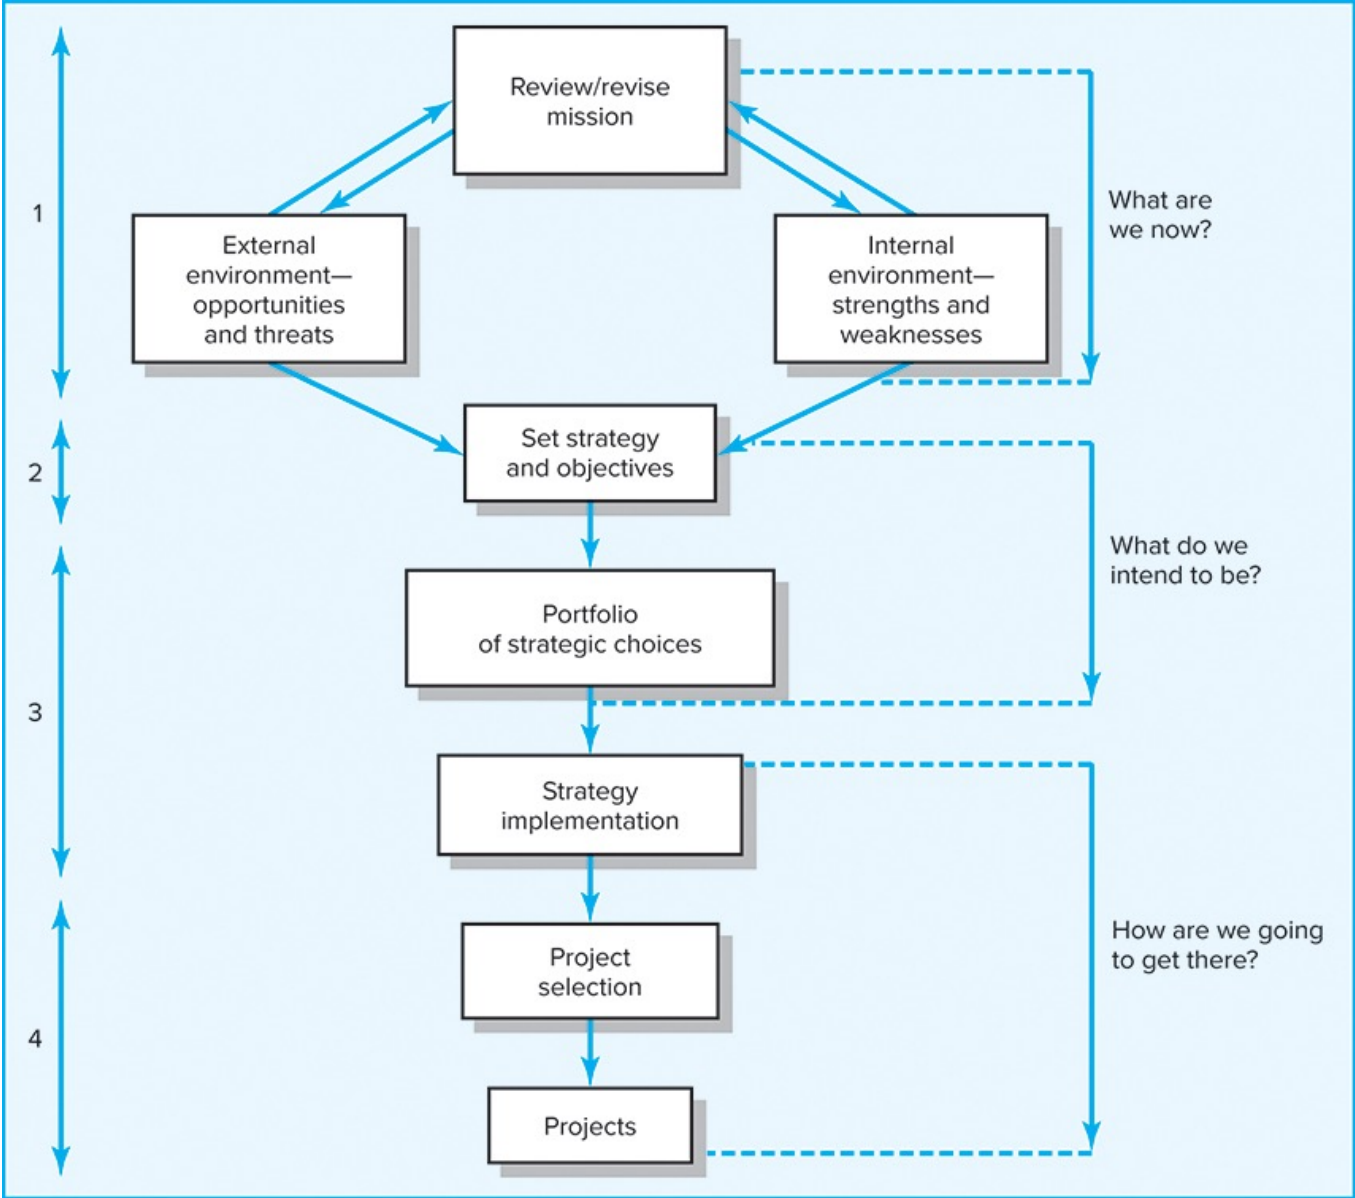 Review/revise
mission
1
What are
we now?
External
environment—
opportunities
and threats
Internal
environment—
strengths and
weaknesses
2
Set strategy
and objectives
What do we
intend to be?
Portfolio
of strategic choices
3
Strategy
implementation
How are we going
to get there?
Project
selection
4
Projects